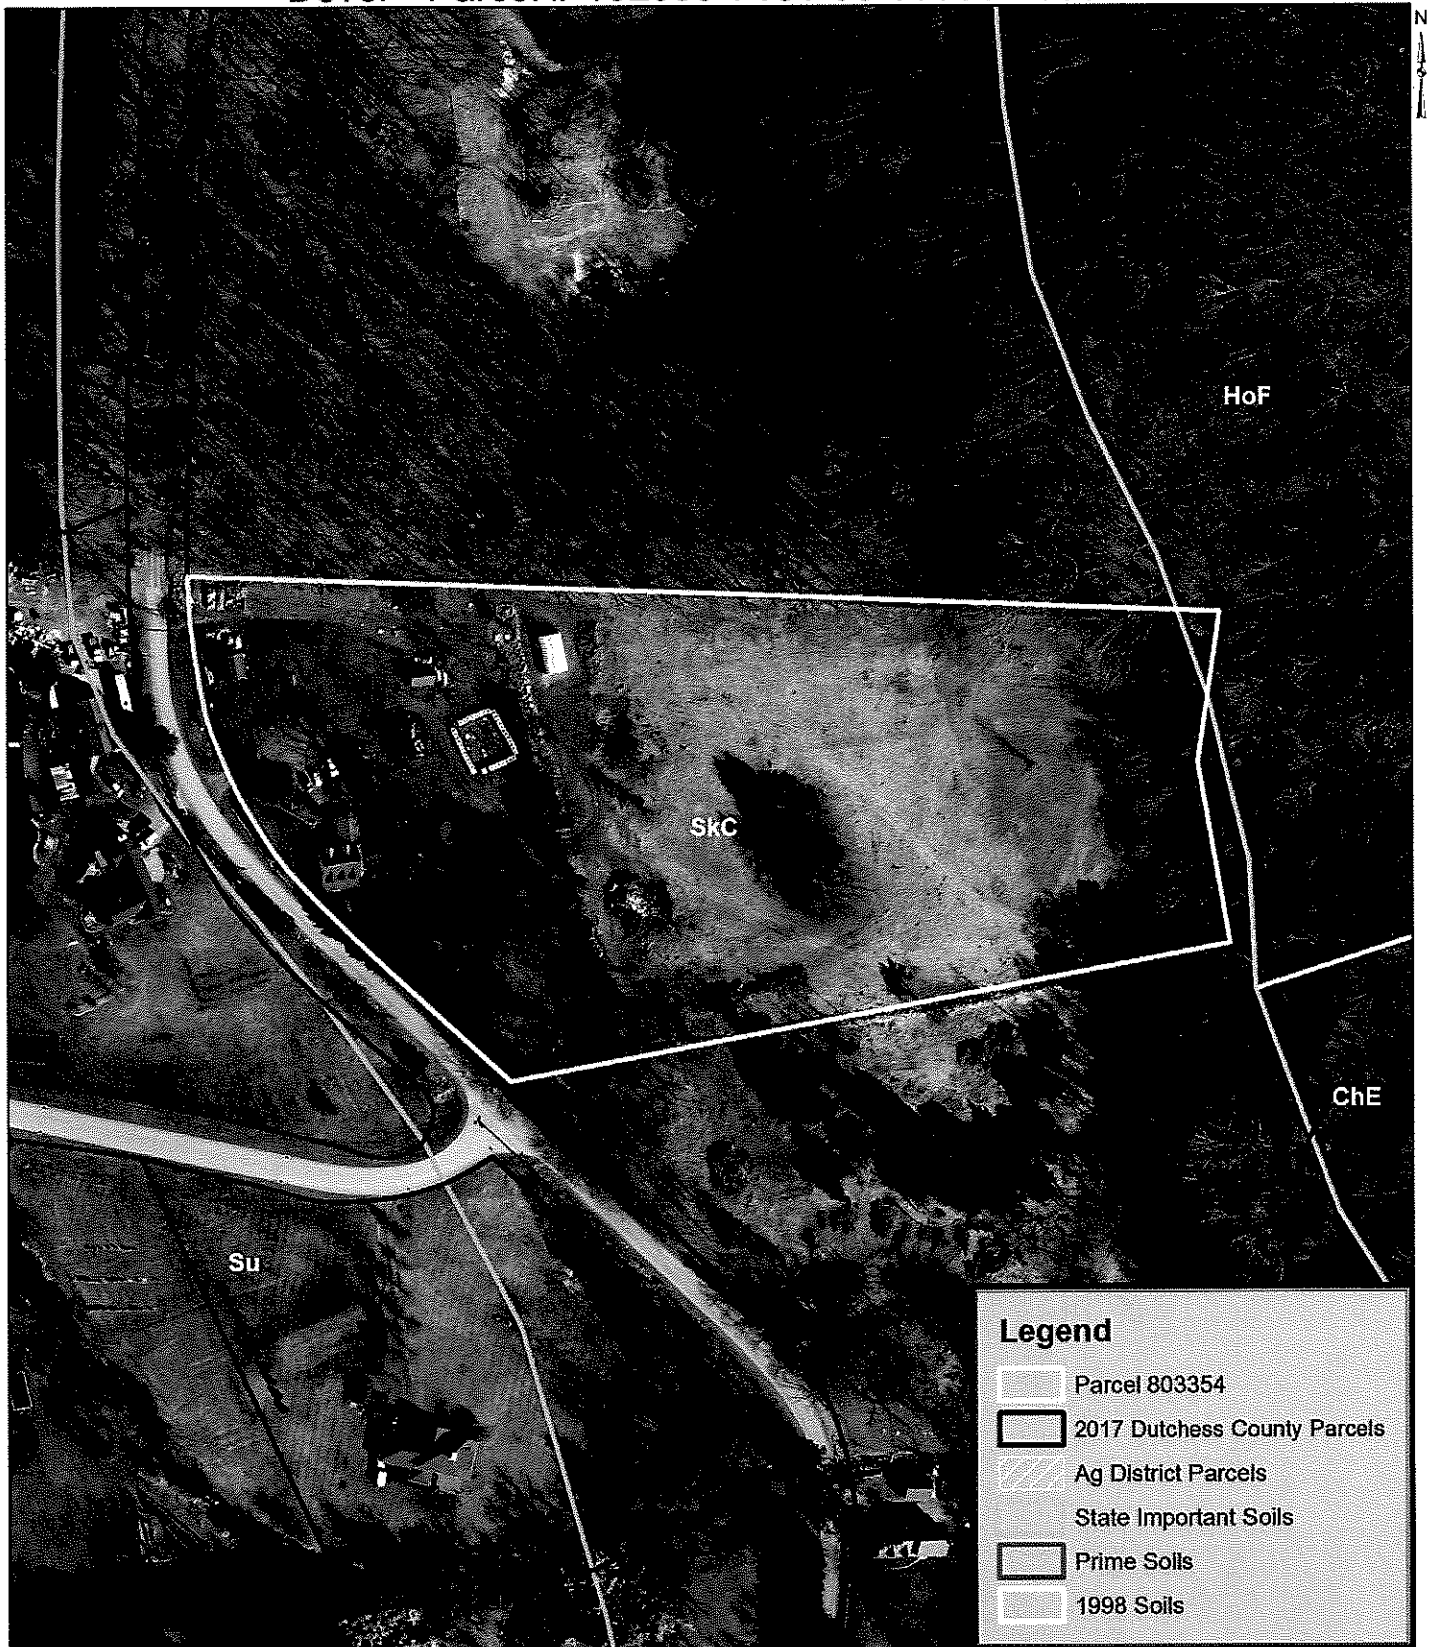 N
HoF
SkC
ChE
Su
Legend
Parcel 803354
2017 Dutchess County Parcels
Ag District Parcels
State Important Soils
Prime Soils
1998 Soils